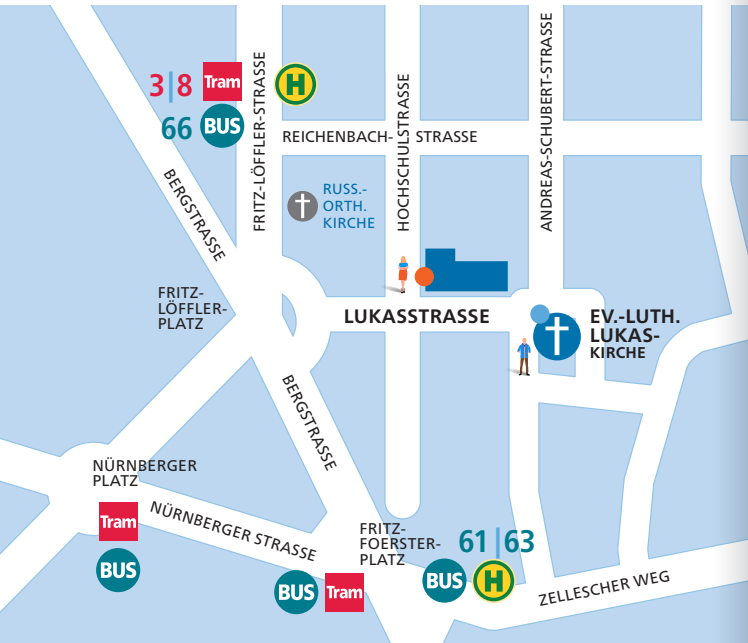 3|8 Tram H
66 BUS
FRITZ-LÖFFLER-STRASSE
HOCHSCHULSTRASSE
ANDREAS-SCHUBERT-STRASSE
REICHENBACH- STRASSE
BERGSTRASSE
RUSS.-
ORTH.
KIRCHE
FRITZ-
LÖFFLER-
PLATZ
LUKASSTRASSE
EV.-LUTH.
LUKAS-
KIRCHE
BERGSTRASSE
NÜRNBERGER
PLATZ
Tram
BUS
NÜRNBERGER STRASSE
BUS Tram
FRITZ-
FOERSTER-
PLATZ
61|63
BUS H
ZELLESCHER WEG